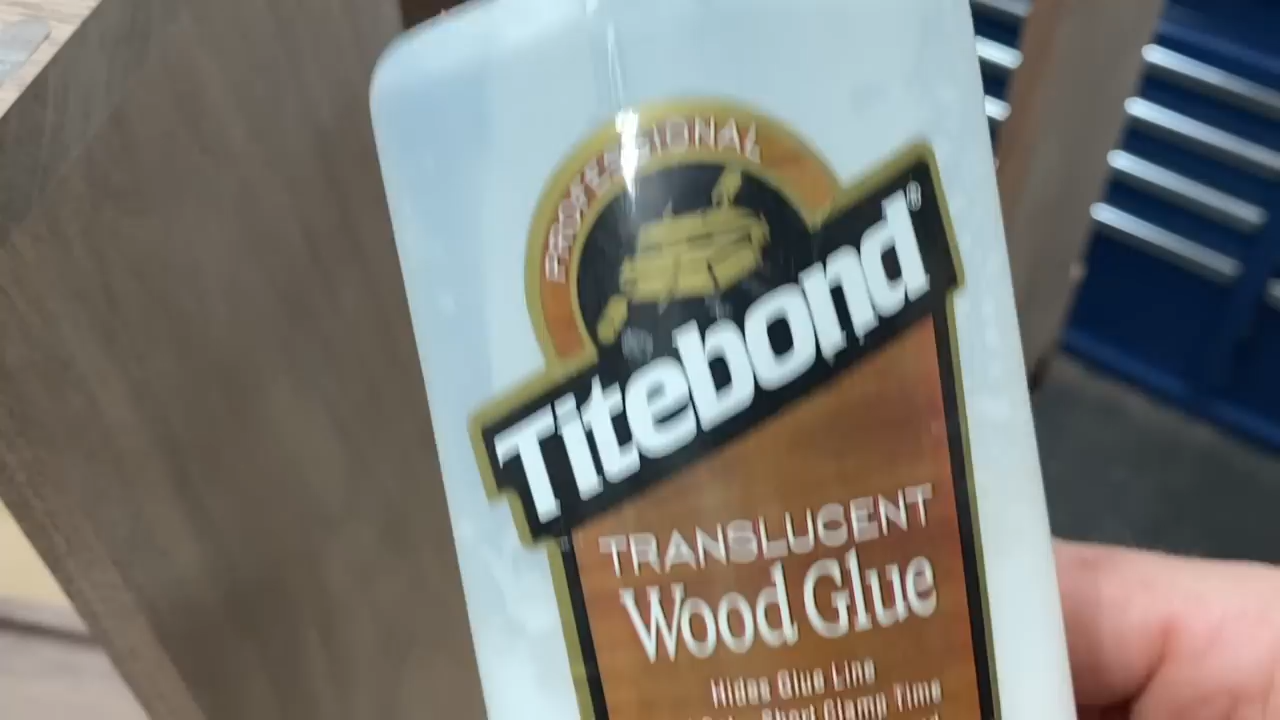 PROFESSIONAL
Titebond®
TRANSLUCENT
Wood Glue
Hides Glue Line
Short Clamp Time